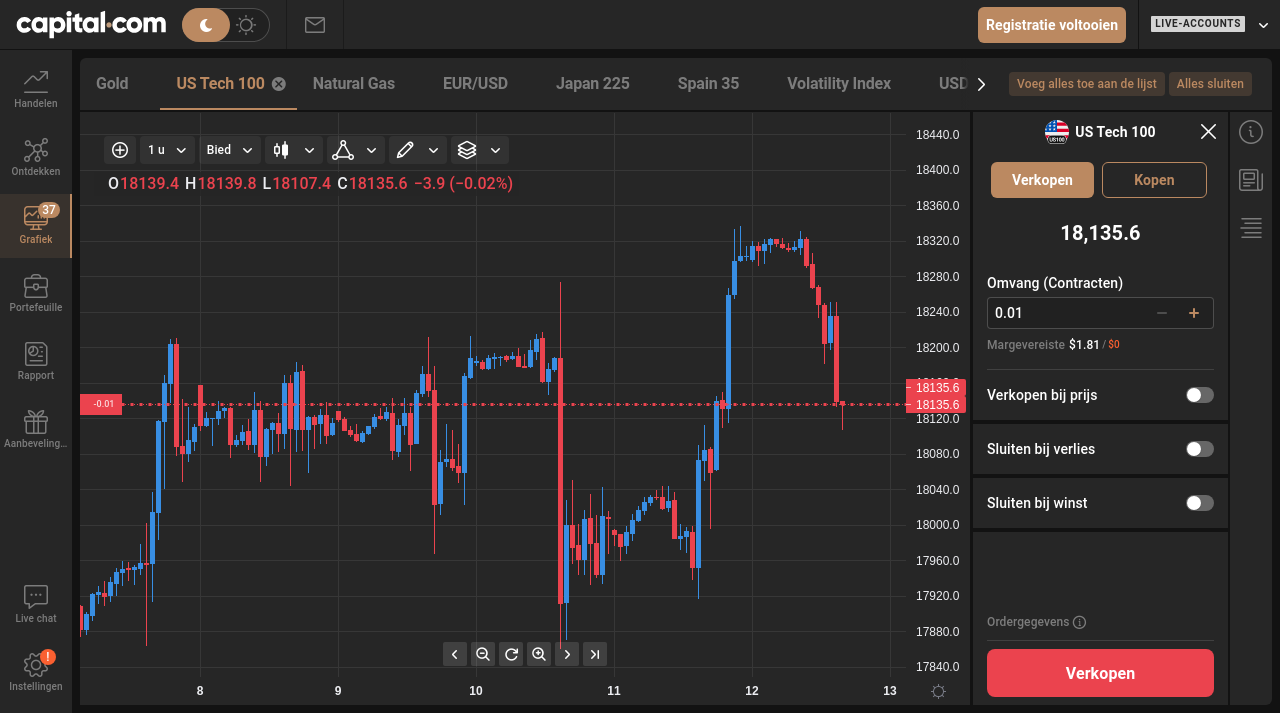 capital.com
Registratie voltooien
LIVE-ACCOUNTS
Handelen
Ontdekken
37
Grafiek
Portefeuille
Rapport
Aanbeveling...
Live chat
!
Instellingen
Gold
US Tech 100
Natural Gas
EUR/USD
Japan 225
Spain 35
Volatility Index
USD
Voeg alles toe aan de lijst
Alles sluiten
1 u
Bied
O18139.4 H18139.8 L18107.4 C18135.6 −3.9 (−0.02%)
-0.01
18440.0
18400.0
18360.0
18320.0
18280.0
18240.0
18200.0
18135.6
18135.6
18120.0
18080.0
18040.0
18000.0
17960.0
17920.0
17880.0
17840.0
8 9 10 11 12 13
US100
US Tech 100
Verkopen
Kopen
18,135.6
Omvang (Contracten)
0.01
Margevereiste $1.81 / $0
Verkopen bij prijs
Sluiten bij verlies
Sluiten bij winst
Ordergegevens
Verkopen